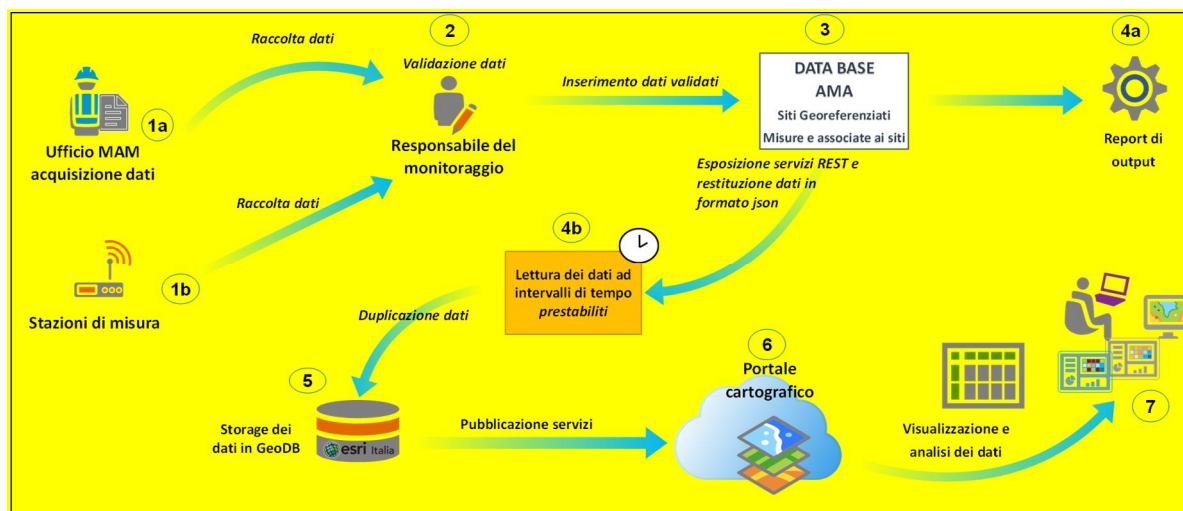 Raccolta dati
1a
Ufficio MAM
acquisizione dati
Raccolta dati
1b
Stazioni di misura
2
Validazione dati
Responsabile del
monitoraggio
Inserimento dati validati
3
DATA BASE
AMA
Siti Georeferenziati
Misure e associate ai siti
4a
Report di
output
Esposizione servizi REST e
restituzione dati in
formato json
4b
Lettura dei dati ad
intervalli di tempo
prestabiliti
Duplicazione dati
5
Storage dei
dati in GeoDB
esri Italia
Pubblicazione servizi
6
Portale
cartografico
Visualizzazione e
analisi dei dati
7